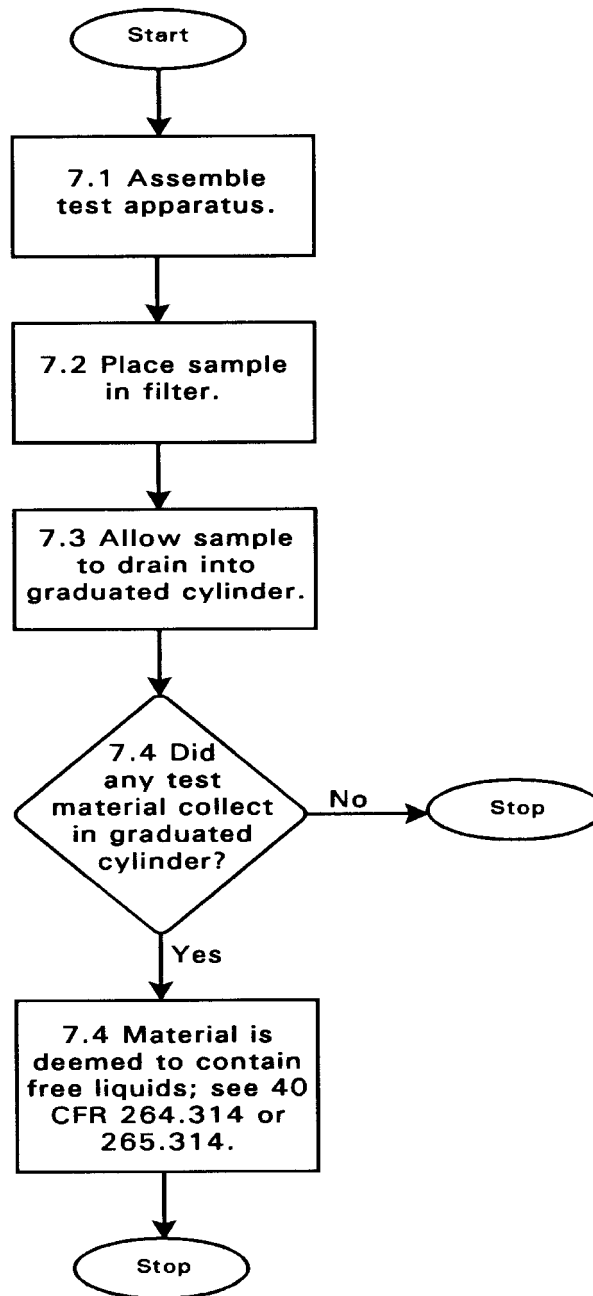 Start
7.1 Assemble
test apparatus.
7.2 Place sample
in filter.
7.3 Allow sample
to drain into
graduated cylinder.
7.4 Did
any test
material collect
in graduated
cylinder?
No
Stop
Yes
7.4 Material is
deemed to contain
free liquids; see 40
CFR 264.314 or
265.314.
Stop